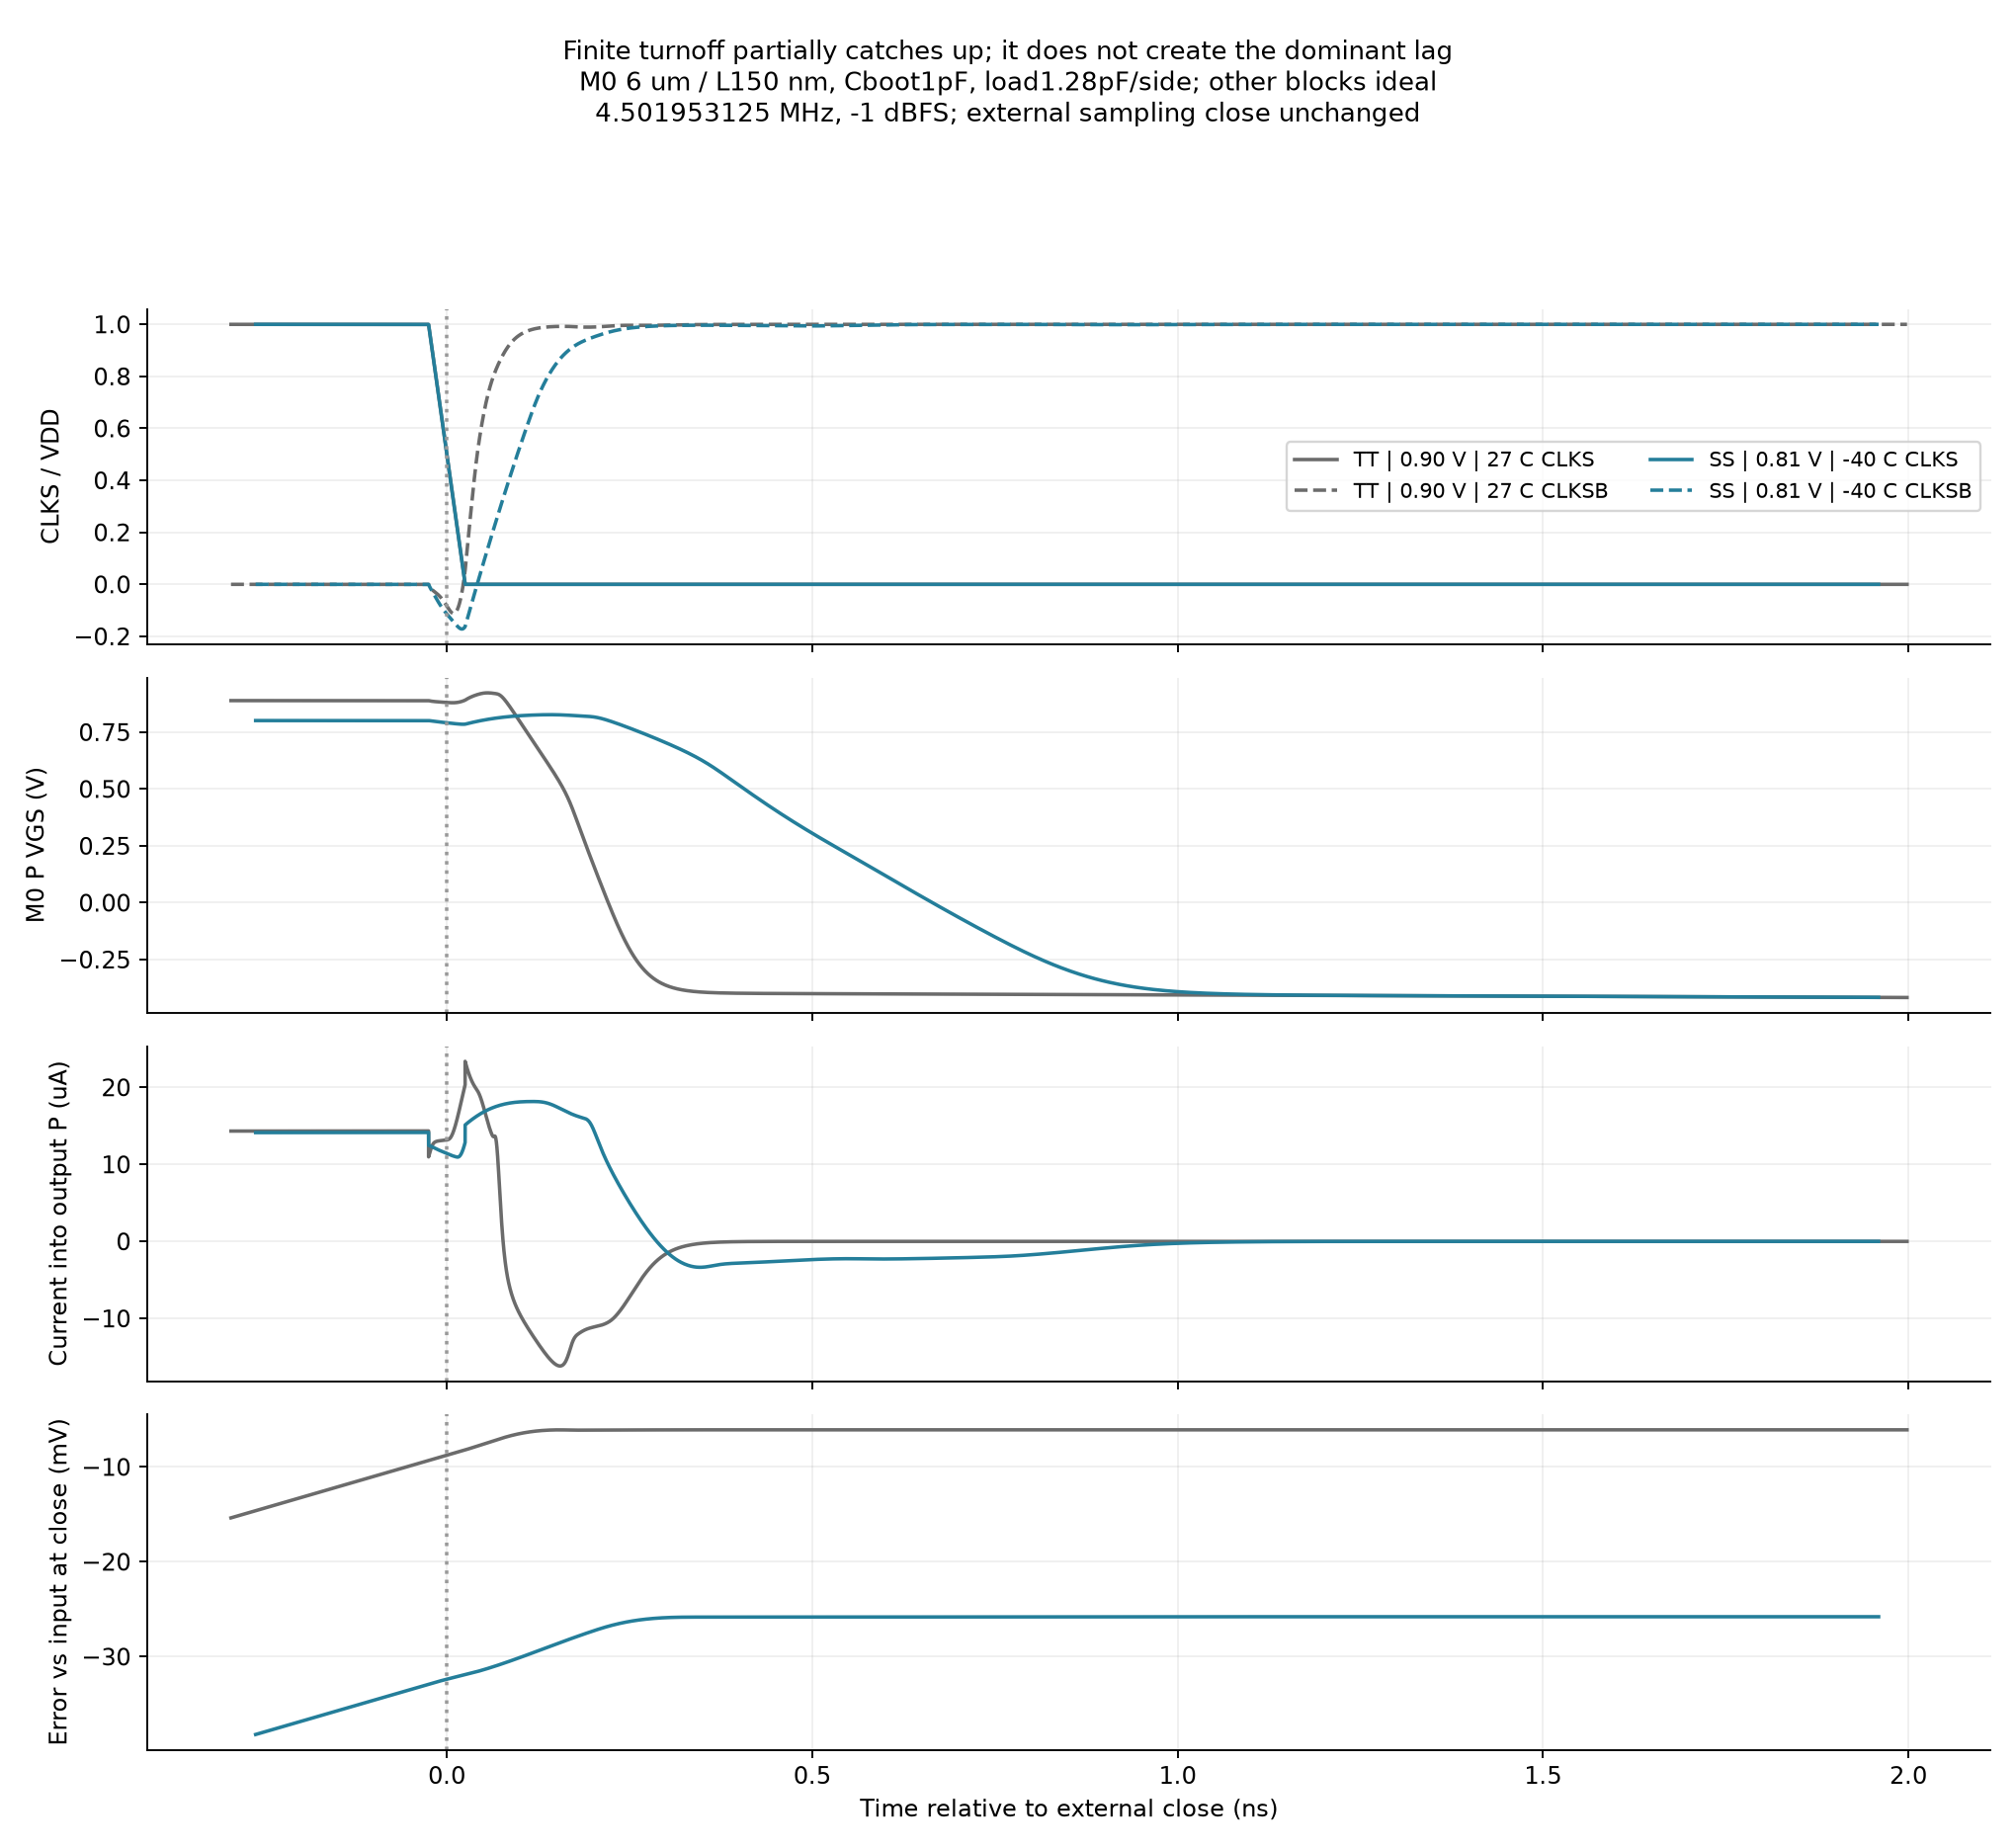 Finite turnoff partially catches up; it does not create the dominant lag
M0 6 um / L150 nm, Cboot1pF, load1.28pF/side; other blocks ideal
4.501953125 MHz, -1 dBFS; external sampling close unchanged
CLKS / VDD
1.0
0.8
0.6
0.4
0.2
0.0
−0.2
TT | 0.90 V | 27 C CLKS
TT | 0.90 V | 27 C CLKSB
SS | 0.81 V | -40 C CLKS
SS | 0.81 V | -40 C CLKSB
M0 P VGS (V)
0.75
0.50
0.25
0.00
−0.25
Current into output P (uA)
20
10
0
−10
Error vs input at close (mV)
−10
−20
−30
0.0
0.5
1.0
1.5
2.0
Time relative to external close (ns)